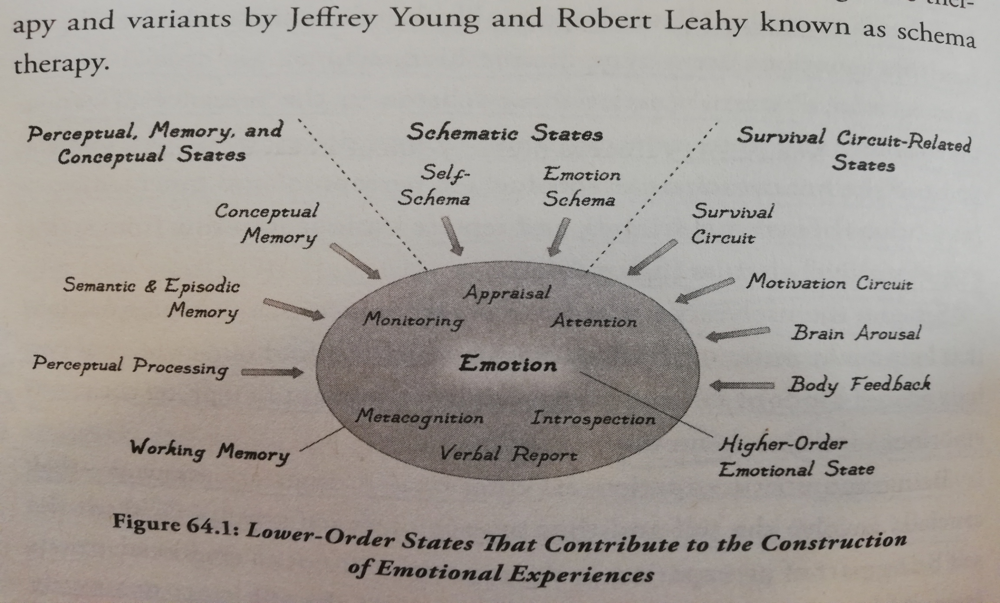 apy and variants by Jeffrey Young and Robert Leahy known as schema
therapy.
Perceptual, Memory, and
Conceptual States
Schematic States
Survival Circuit-Related
States
Self-
Schema
Emotion
Schema
Conceptual
Memory
Survival
Circuit
Semantic & Episodic
Memory
Motivation Circuit
Appraisal
Monitoring
Attention
Brain Arousal
Perceptual Processing
Emotion
Body Feedback
Metacognition
Introspection
Working Memory
Verbal Report
Higher-Order
Emotional State
Figure 64.1: Lower-Order States That Contribute to the Construction
of Emotional Experiences